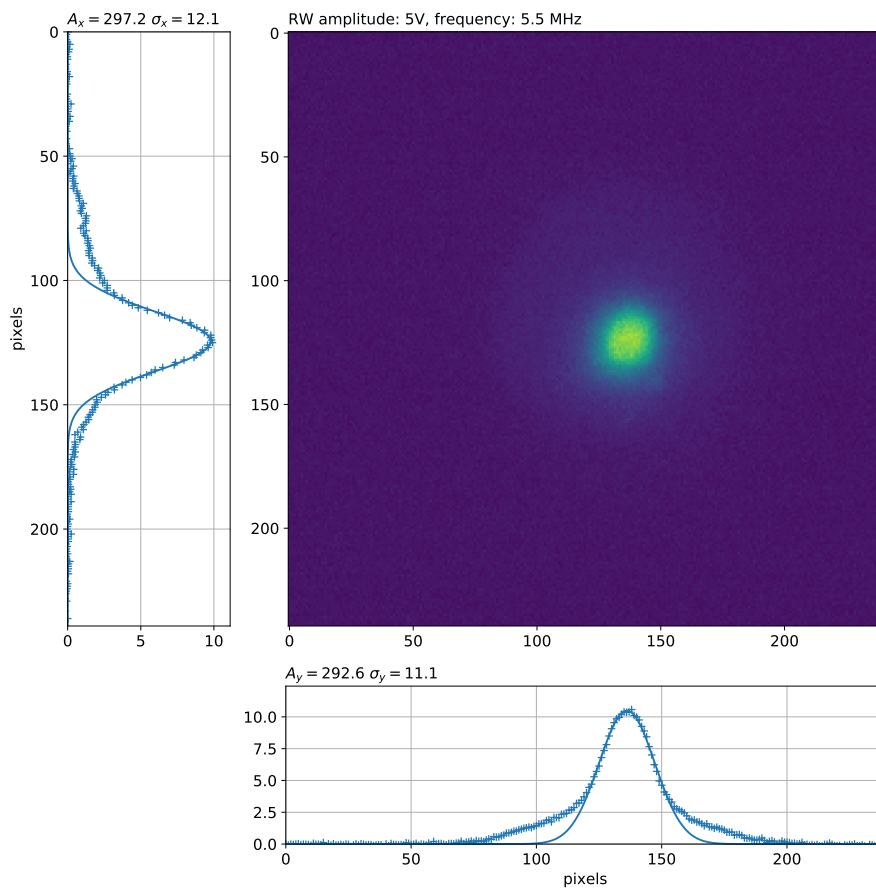 A_x = 297.2 σ_x = 12.1
RW amplitude: 5V, frequency: 5.5 MHz
0
50
100
150
200
pixels
0 5 10
0
50
100
150
200
0 50 100 150 200
A_y = 292.6 σ_y = 11.1
10.0
7.5
5.0
2.5
0.0
0 50 100 150 200
pixels